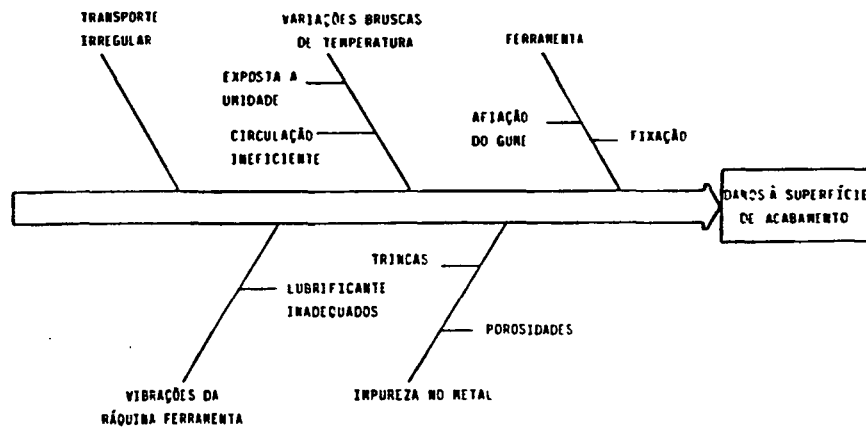 TRANSPORTE
IRREGULAR
VARIAÇÕES BRUSCAS
DE TEMPERATURA
FERRAMENTA
EXPOSTA A
UNIDADE
CIRCULAÇÃO
INEFICIENTE
AFIAÇÃO
DO GUME
FIXAÇÃO
DANOS À SUPERFÍCIE
DE ACABAMENTO
TRINCAS
LUBRIFICANTE
INADEQUADOS
POROSIDADES
VIBRAÇÕES DA
MÁQUINA FERRAMENTA
IMPUREZA NO METAL